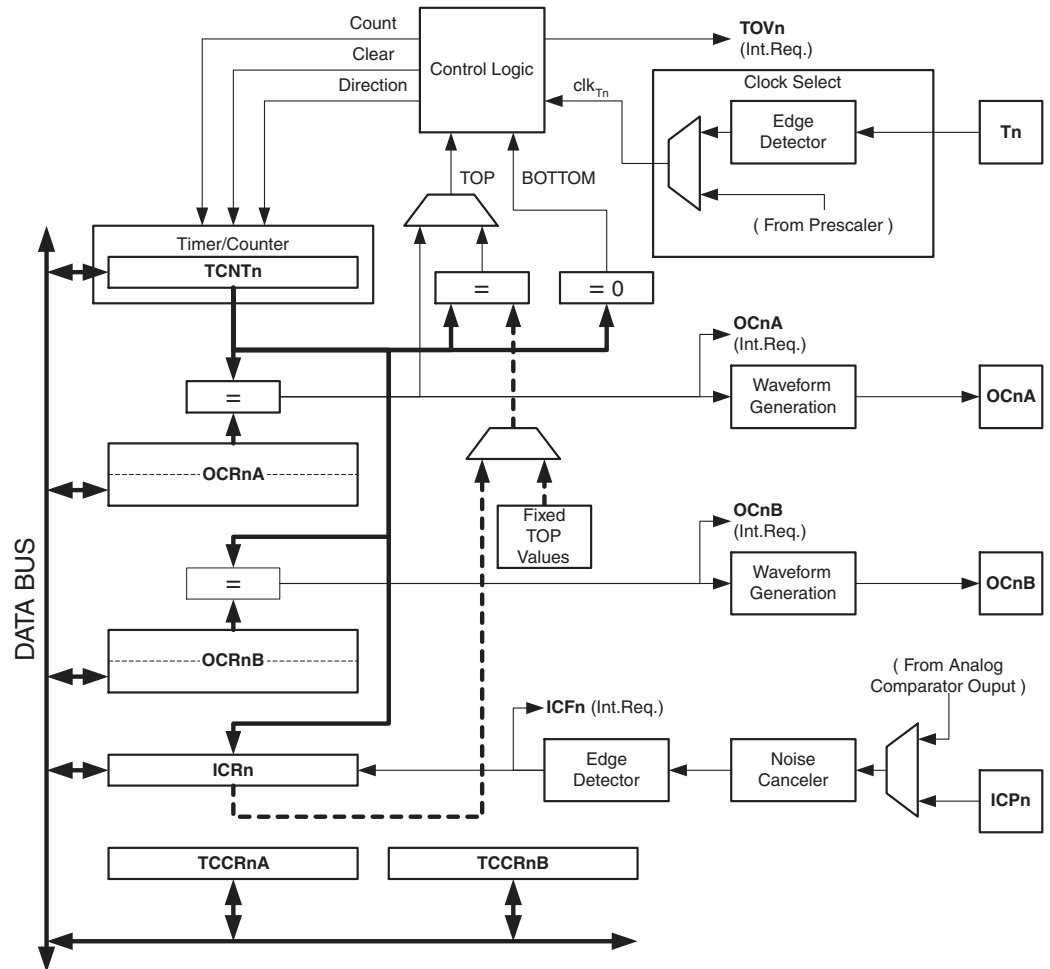 Count
Clear
Direction
Control Logic
TOVn
(Int.Req.)
clkTn
Clock Select
Edge
Detector
Tn
( From Prescaler )
TOP
BOTTOM
Timer/Counter
TCNTn
=
= 0
=
OCnA
(Int.Req.)
Waveform
Generation
OCnA
OCRnA
Fixed
TOP
Values
OCnB
(Int.Req.)
=
Waveform
Generation
OCnB
OCRnB
DATA BUS
( From Analog
Comparator Ouput )
ICFn (Int.Req.)
ICRn
Edge
Detector
Noise
Canceler
ICPn
TCCRnA
TCCRnB